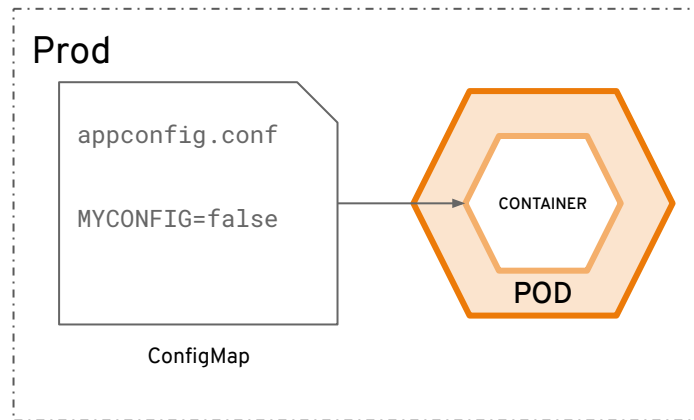 Prod
appconfig.conf
MYCONFIG=false
ConfigMap
CONTAINER
POD